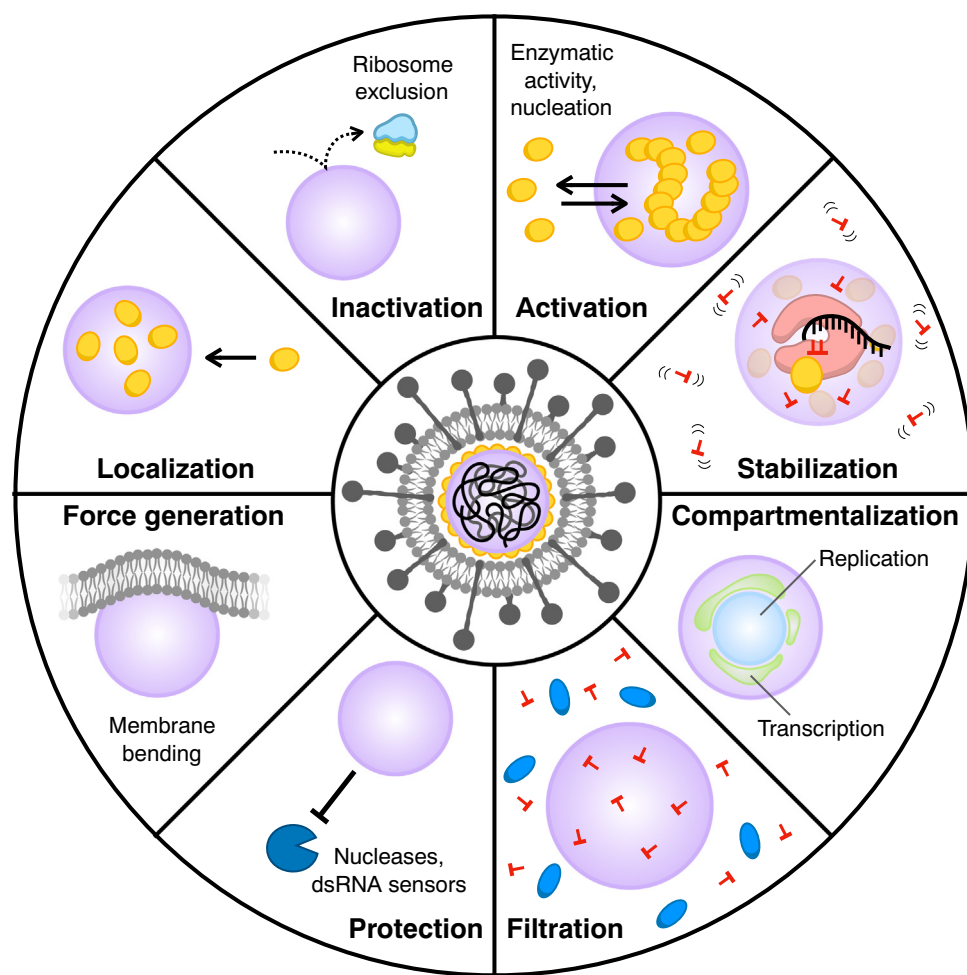 Ribosome
exclusion
Inactivation
Enzymatic
activity,
nucleation
Activation
Stabilization
Localization
Force generation
Membrane
bending
Compartmentalization
Replication
Transcription
Nucleases,
dsRNA sensors
Protection
Filtration